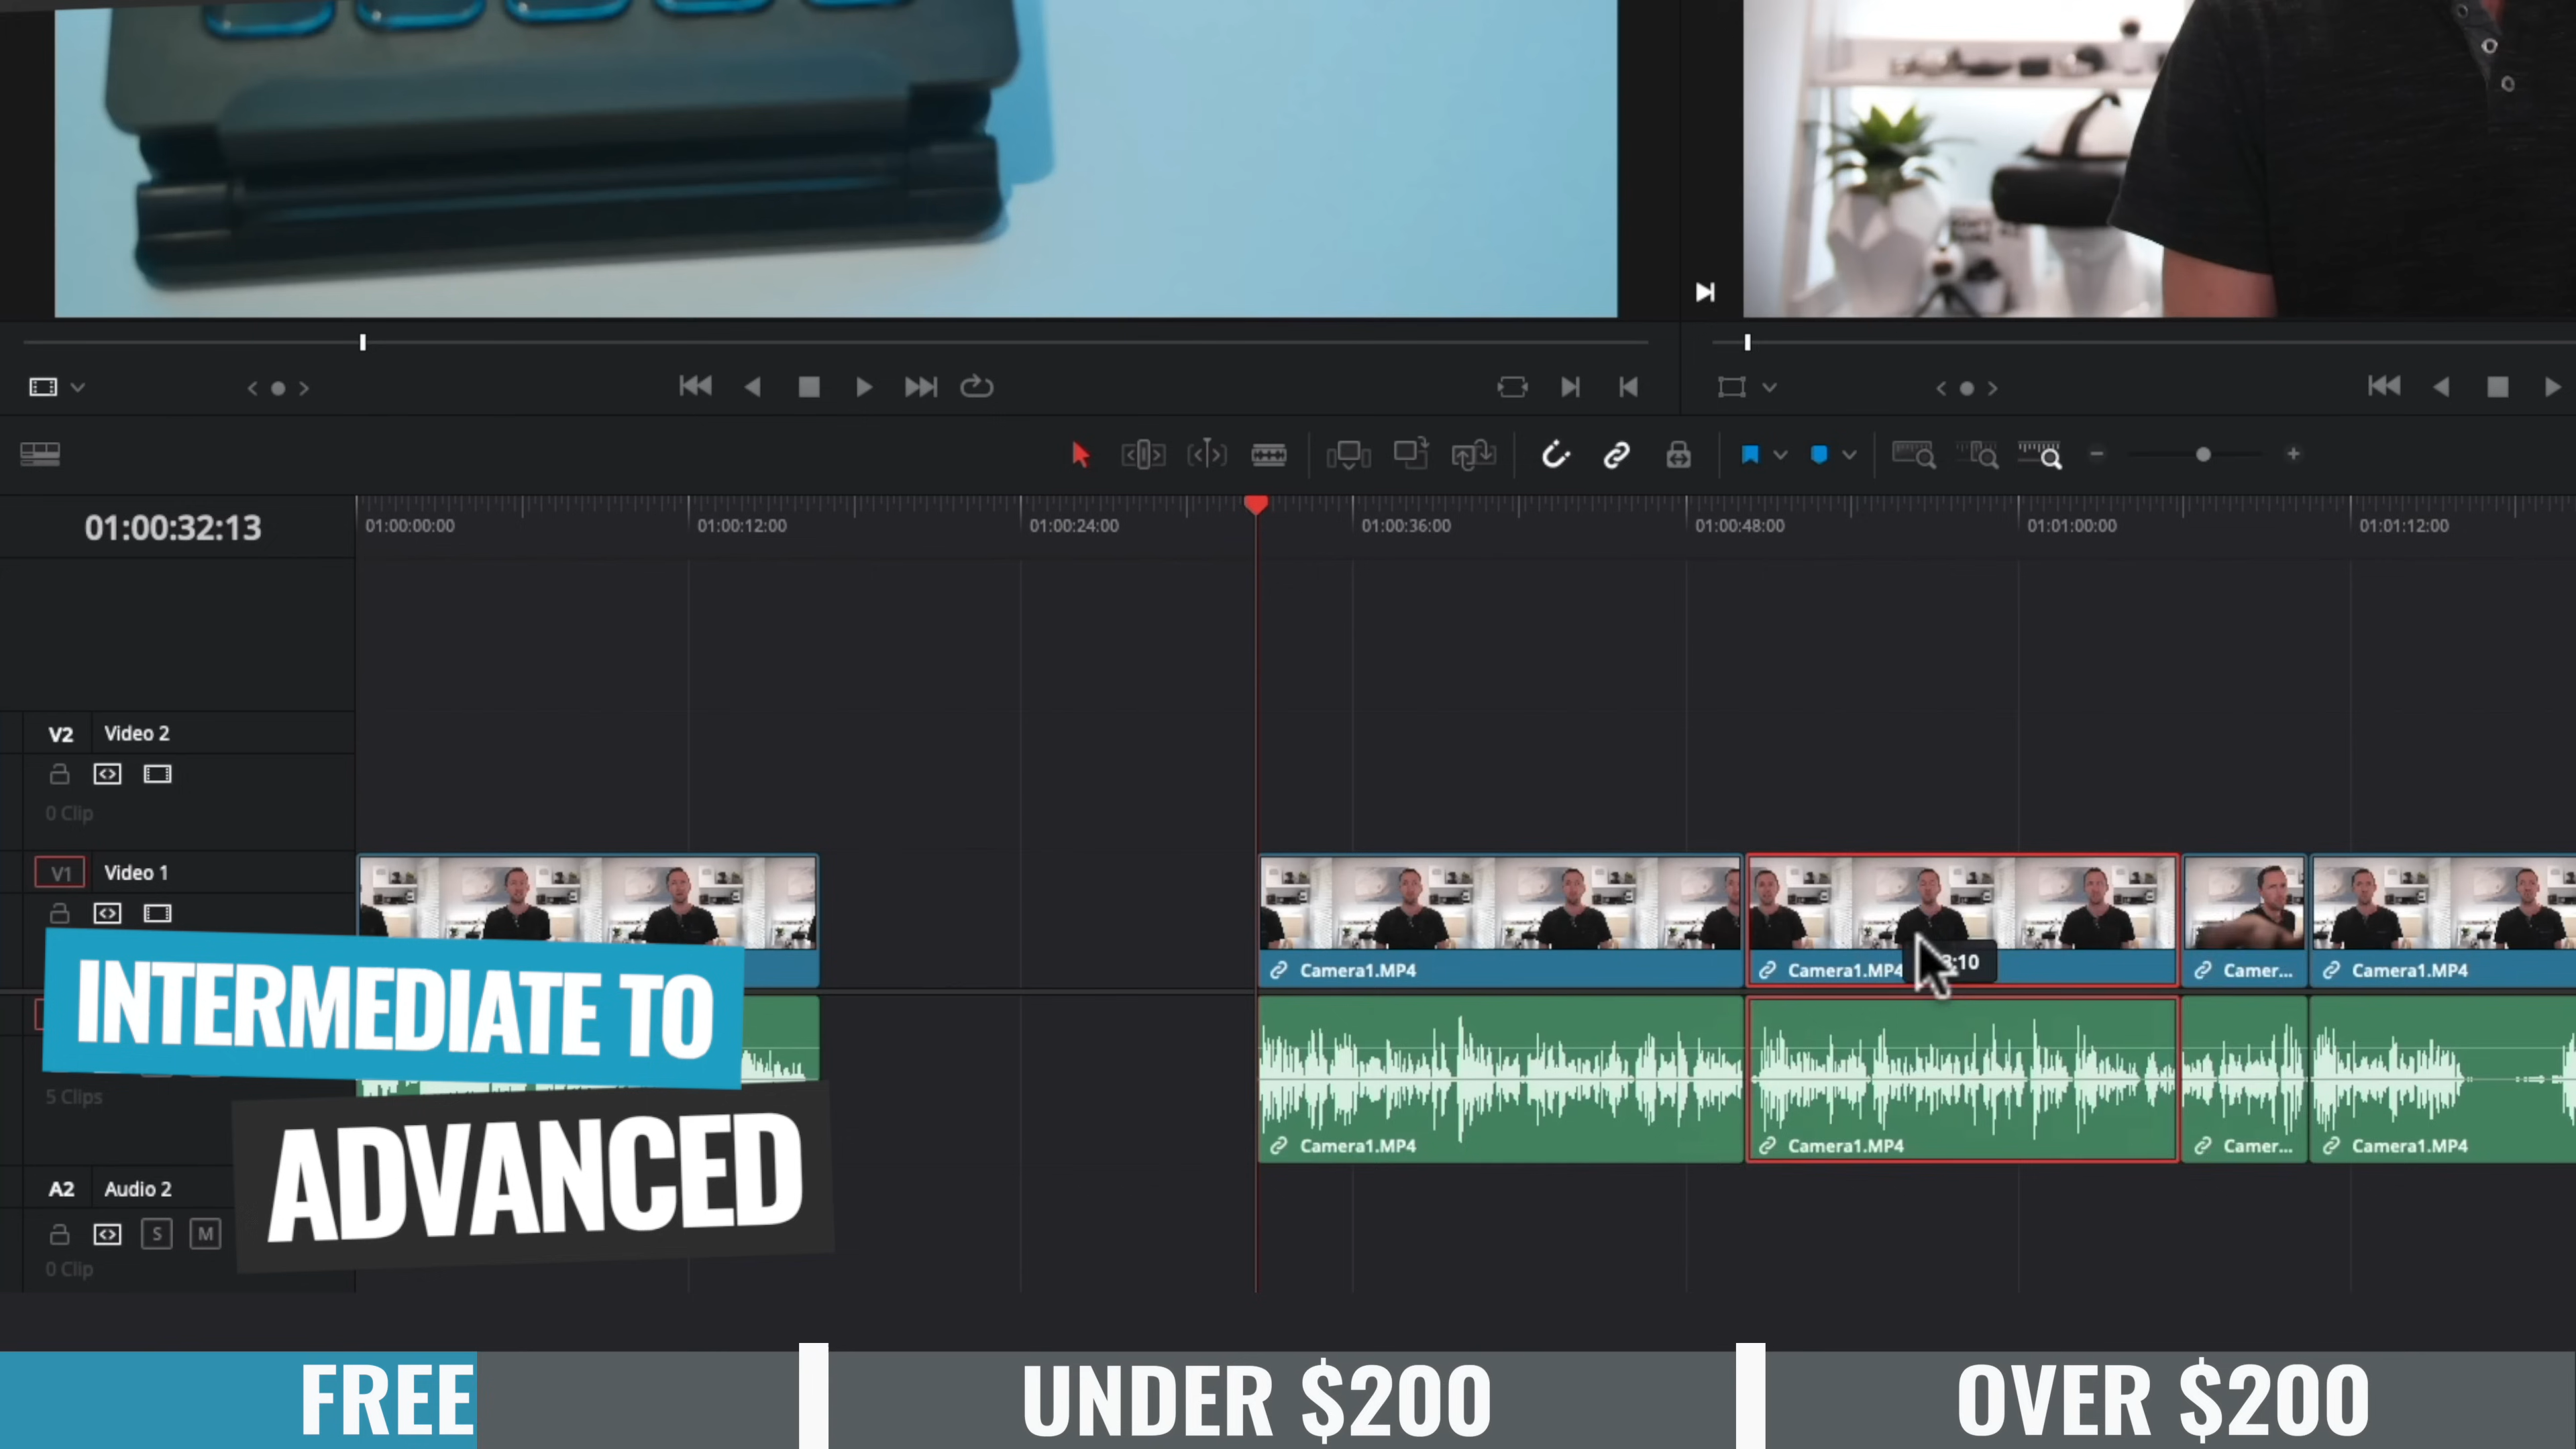 01:00:32:13
01:00:00:00
01:00:12:00
01:00:24:00
01:00:36:00
01:00:48:00
01:01:00:00
01:01:12:00
V2 Video 2
0 Clip
V1 Video 1
Camera1.MP4
Camera1.MP4
:10
Camer...
Camera1.MP4
INTERMEDIATE TO
ADVANCED
5 Clips
Camera1.MP4
Camera1.MP4
Camer...
Camera1.MP4
A2 Audio 2
S M
0 Clip
FREE
UNDER $200
OVER $200